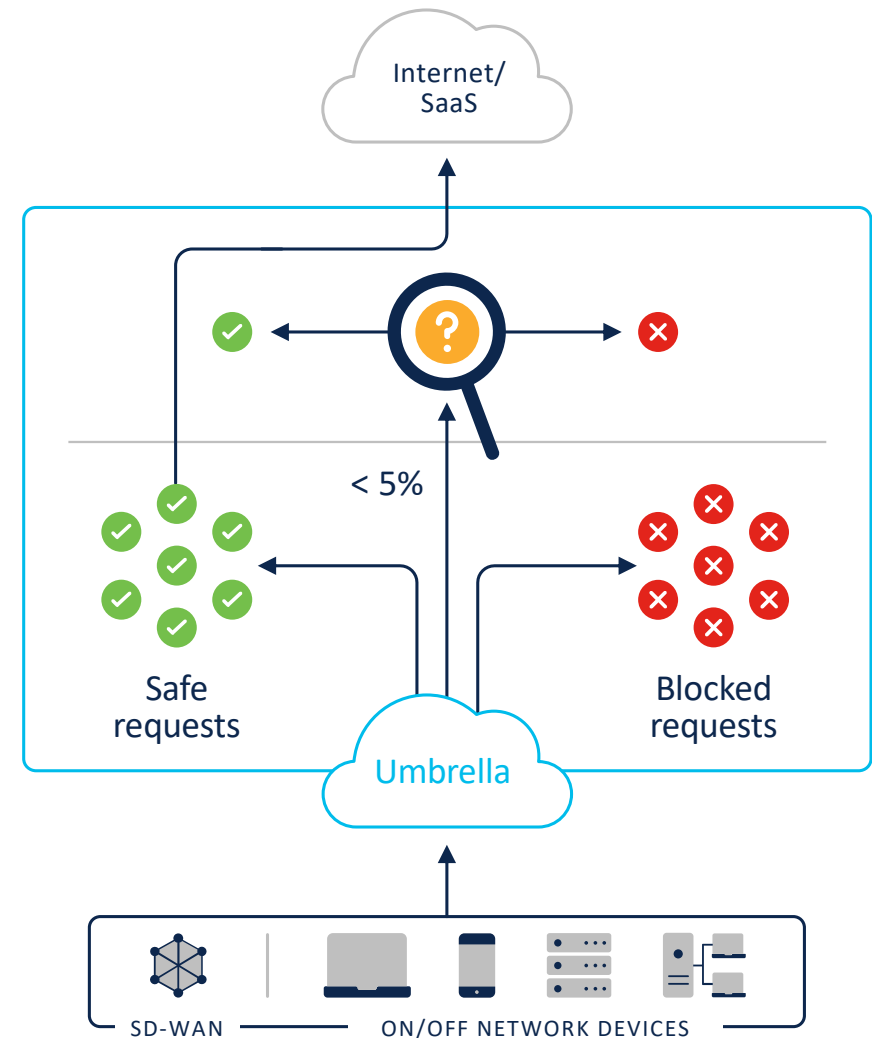 Internet/
SaaS
?
< 5%
Safe
requests
Blocked
requests
Umbrella
SD-WAN
ON/OFF NETWORK DEVICES